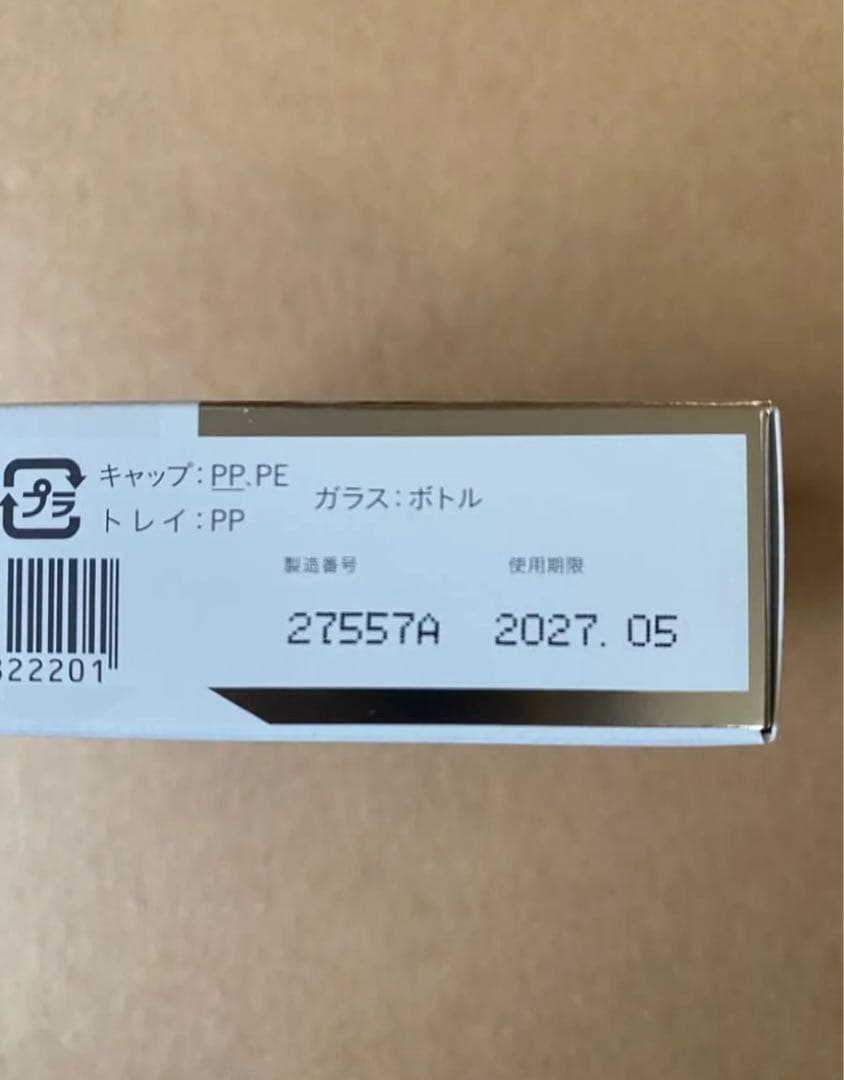 プラ
キャップ：PP、PE
トレイ：PP
ガラス：ボトル
製造番号
使用期限
27557A
2027. 05
22201